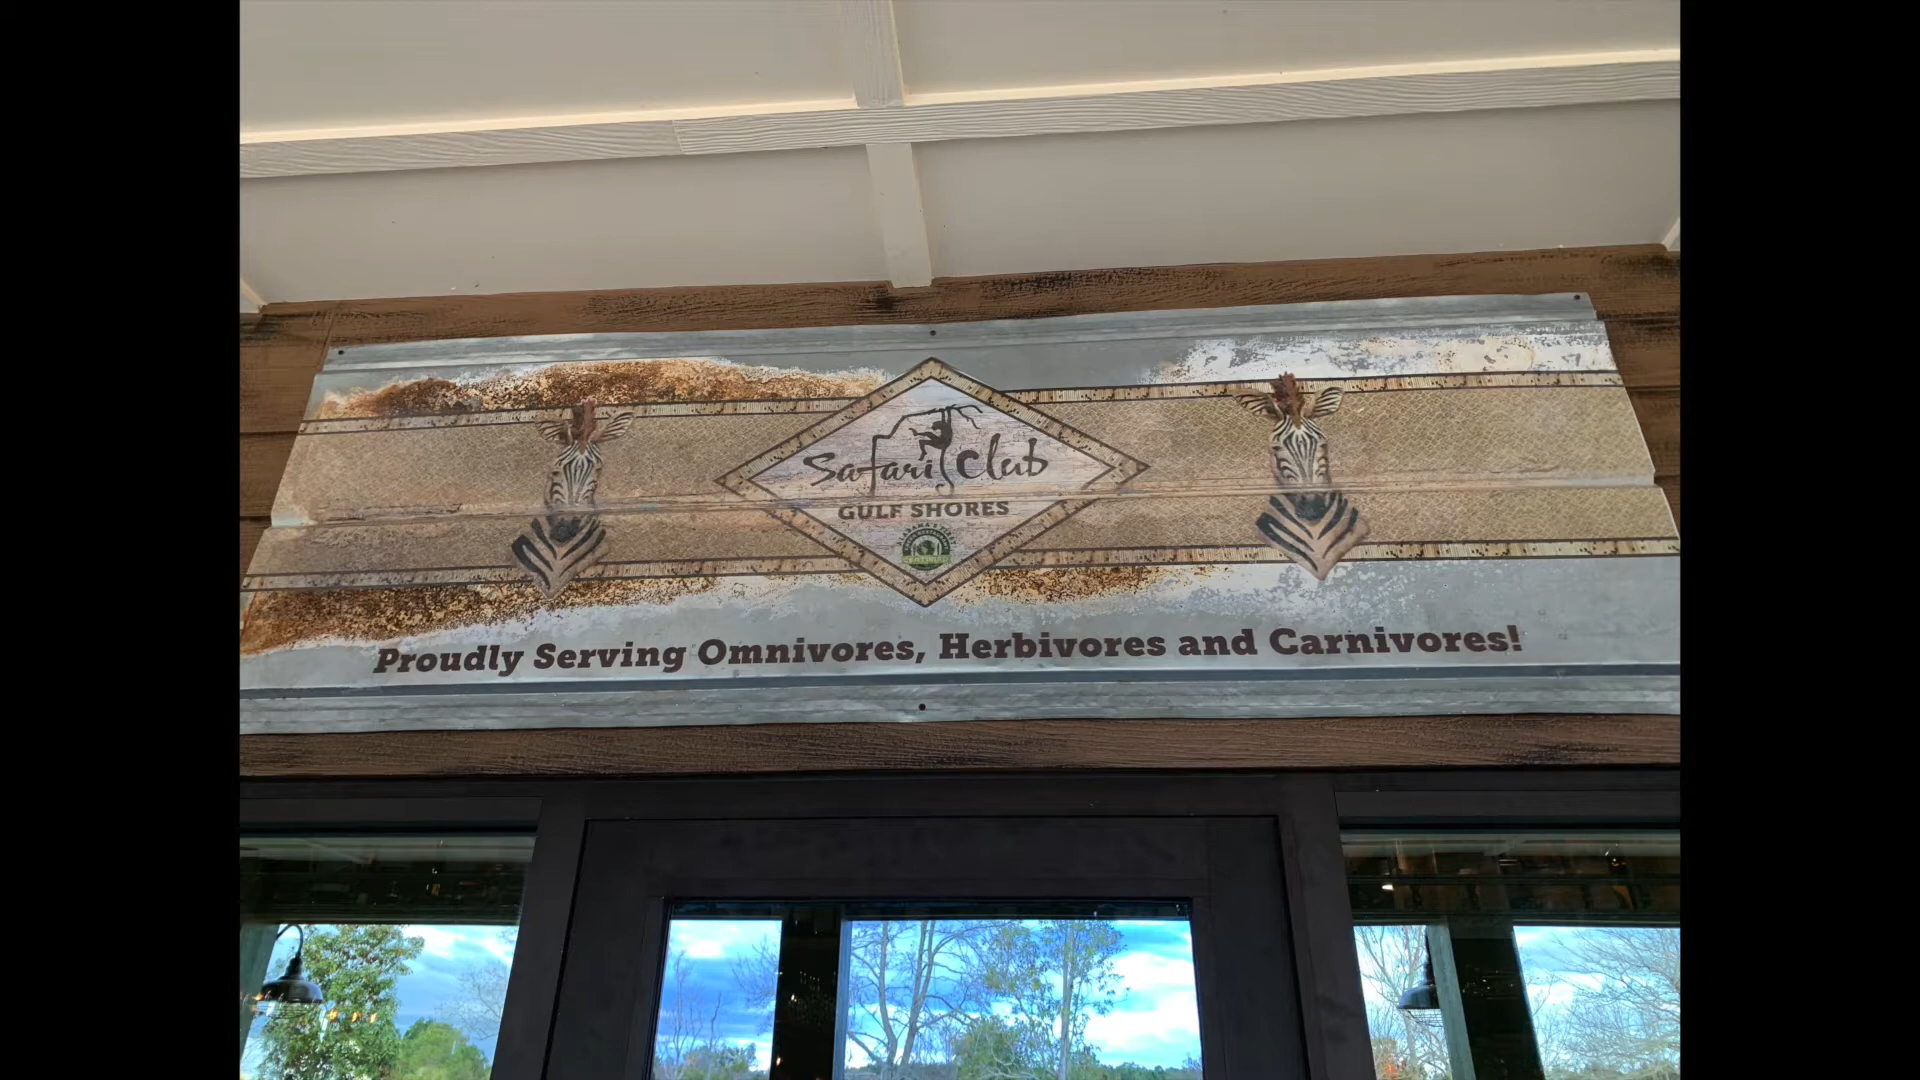 Safari Club
GULF SHORES
Proudly Serving Omnivores, Herbivores and Carnivores!